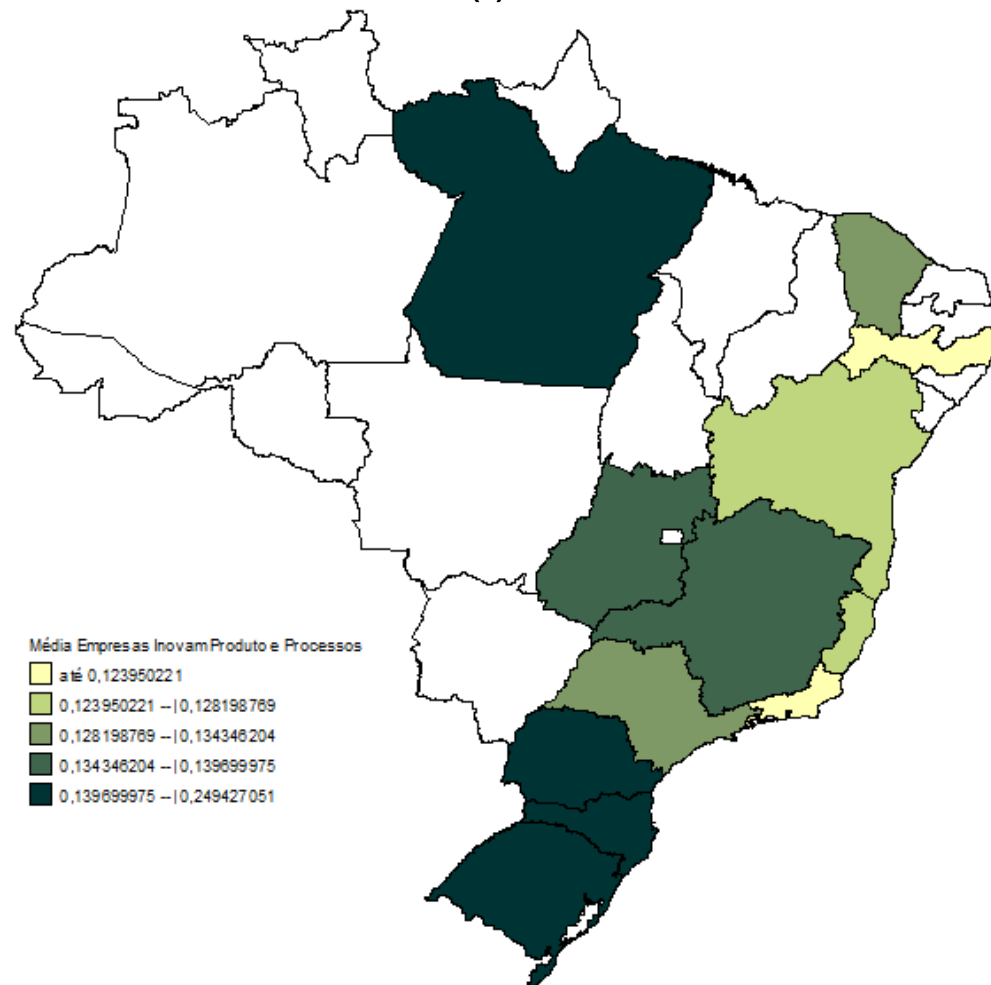 Média Empresas Inovam Produto e Processos
até 0,123950221
0,123950221 --| 0,128198769
0,128198769 --| 0,134346204
0,134346204 --| 0,139699975
0,139699975 --| 0,249427051